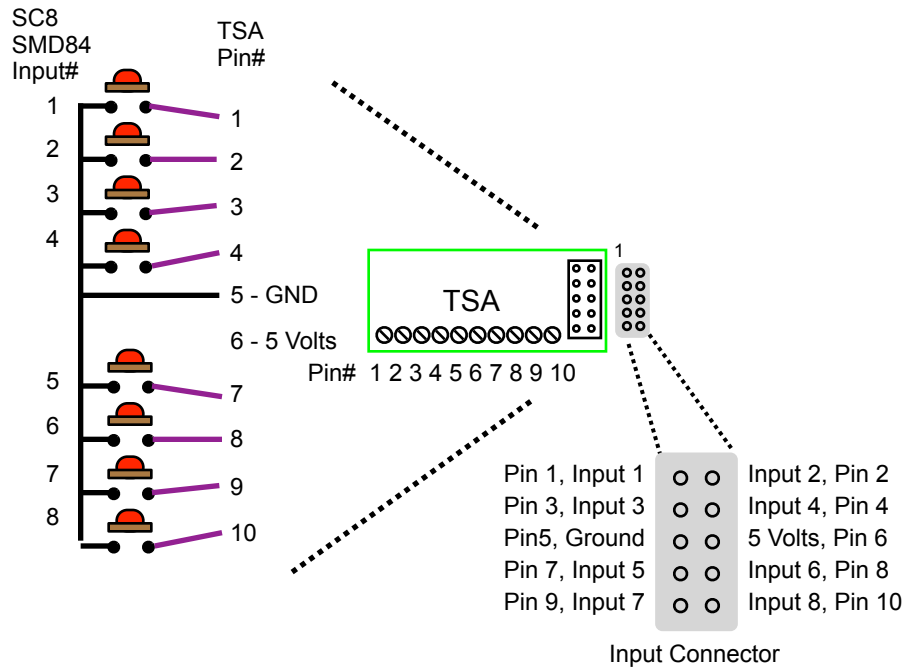 SC8
SMD84
Input#
TSA
Pin#
1
2
3
4
5
6
7
8
1
2
3
4
5 - GND
6 - 5 Volts
7
8
9
10
1
TSA
Pin# 1 2 3 4 5 6 7 8 9 10
Pin 1, Input 1 Input 2, Pin 2
Pin 3, Input 3 Input 4, Pin 4
Pin5, Ground 5 Volts, Pin 6
Pin 7, Input 5 Input 6, Pin 8
Pin 9, Input 7 Input 8, Pin 10
Input Connector